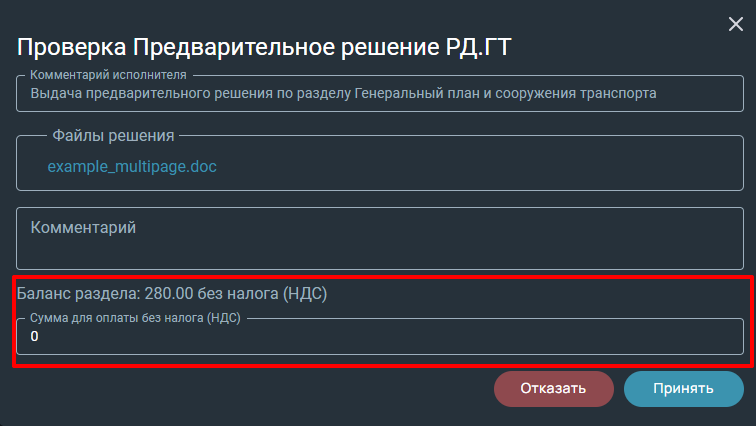 Проверка Предварительное решение РД.ГТ
Комментарий исполнителя
Выдача предварительного решения по разделу Генеральный план и сооружения транспорта
Файлы решения
example_multipage.doc
Комментарий
Баланс раздела: 280.00 без налога (НДС)
Сумма для оплаты без налога (НДС)
0
Отказать
Принять